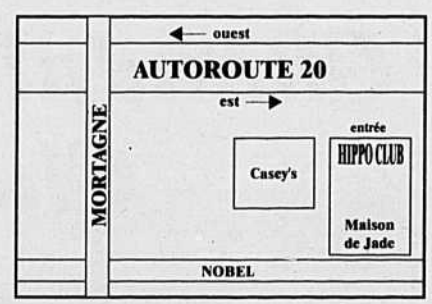 ouest
AUTOROUTE 20
est
MORTAGNE
entrée
HIPPO CLUB
Casey's
Maison
de Jade
NOBEL